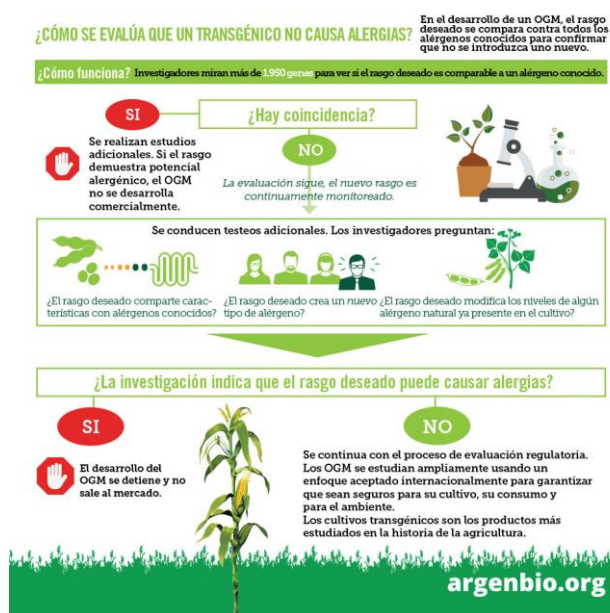 ¿CÓMO SE EVALÚA QUE UN TRANSGÉNICO NO CAUSA ALERGIAS?
En el desarrollo de un OGM, el rasgo
deseado se compara contra todos los
alérgenos conocidos para confirmar
que no se introduzca uno nuevo.
¿Cómo funciona? Investigadores miran más de 1.950 genes para ver si el rasgo deseado es comparable a un alérgeno conocido.
¿Hay coincidencia?
SI
Se realizan estudios
adicionales. Si el rasgo
demuestra potencial
alergénico, el OGM
no se desarrolla
comercialmente.
NO
La evaluación sigue, el nuevo rasgo es
continuamente monitoreado.
Se conducen testeos adicionales. Los investigadores preguntan:
¿El rasgo deseado comparte carac-
terísticas con alérgenos conocidos?
¿El rasgo deseado crea un nuevo
tipo de alérgeno?
¿El rasgo deseado modifica los niveles de algún
alérgeno natural ya presente en el cultivo?
¿La investigación indica que el rasgo deseado puede causar alergias?
SI
El desarrollo del
OGM se detiene y no
sale al mercado.
NO
Se continua con el proceso de evaluación regulatoria.
Los OGM se estudian ampliamente usando un
enfoque aceptado internacionalmente para garantizar
que sean seguros para su cultivo, su consumo y
para el ambiente.
Los cultivos transgénicos son los productos más
estudiados en la historia de la agricultura.
argenbio.org